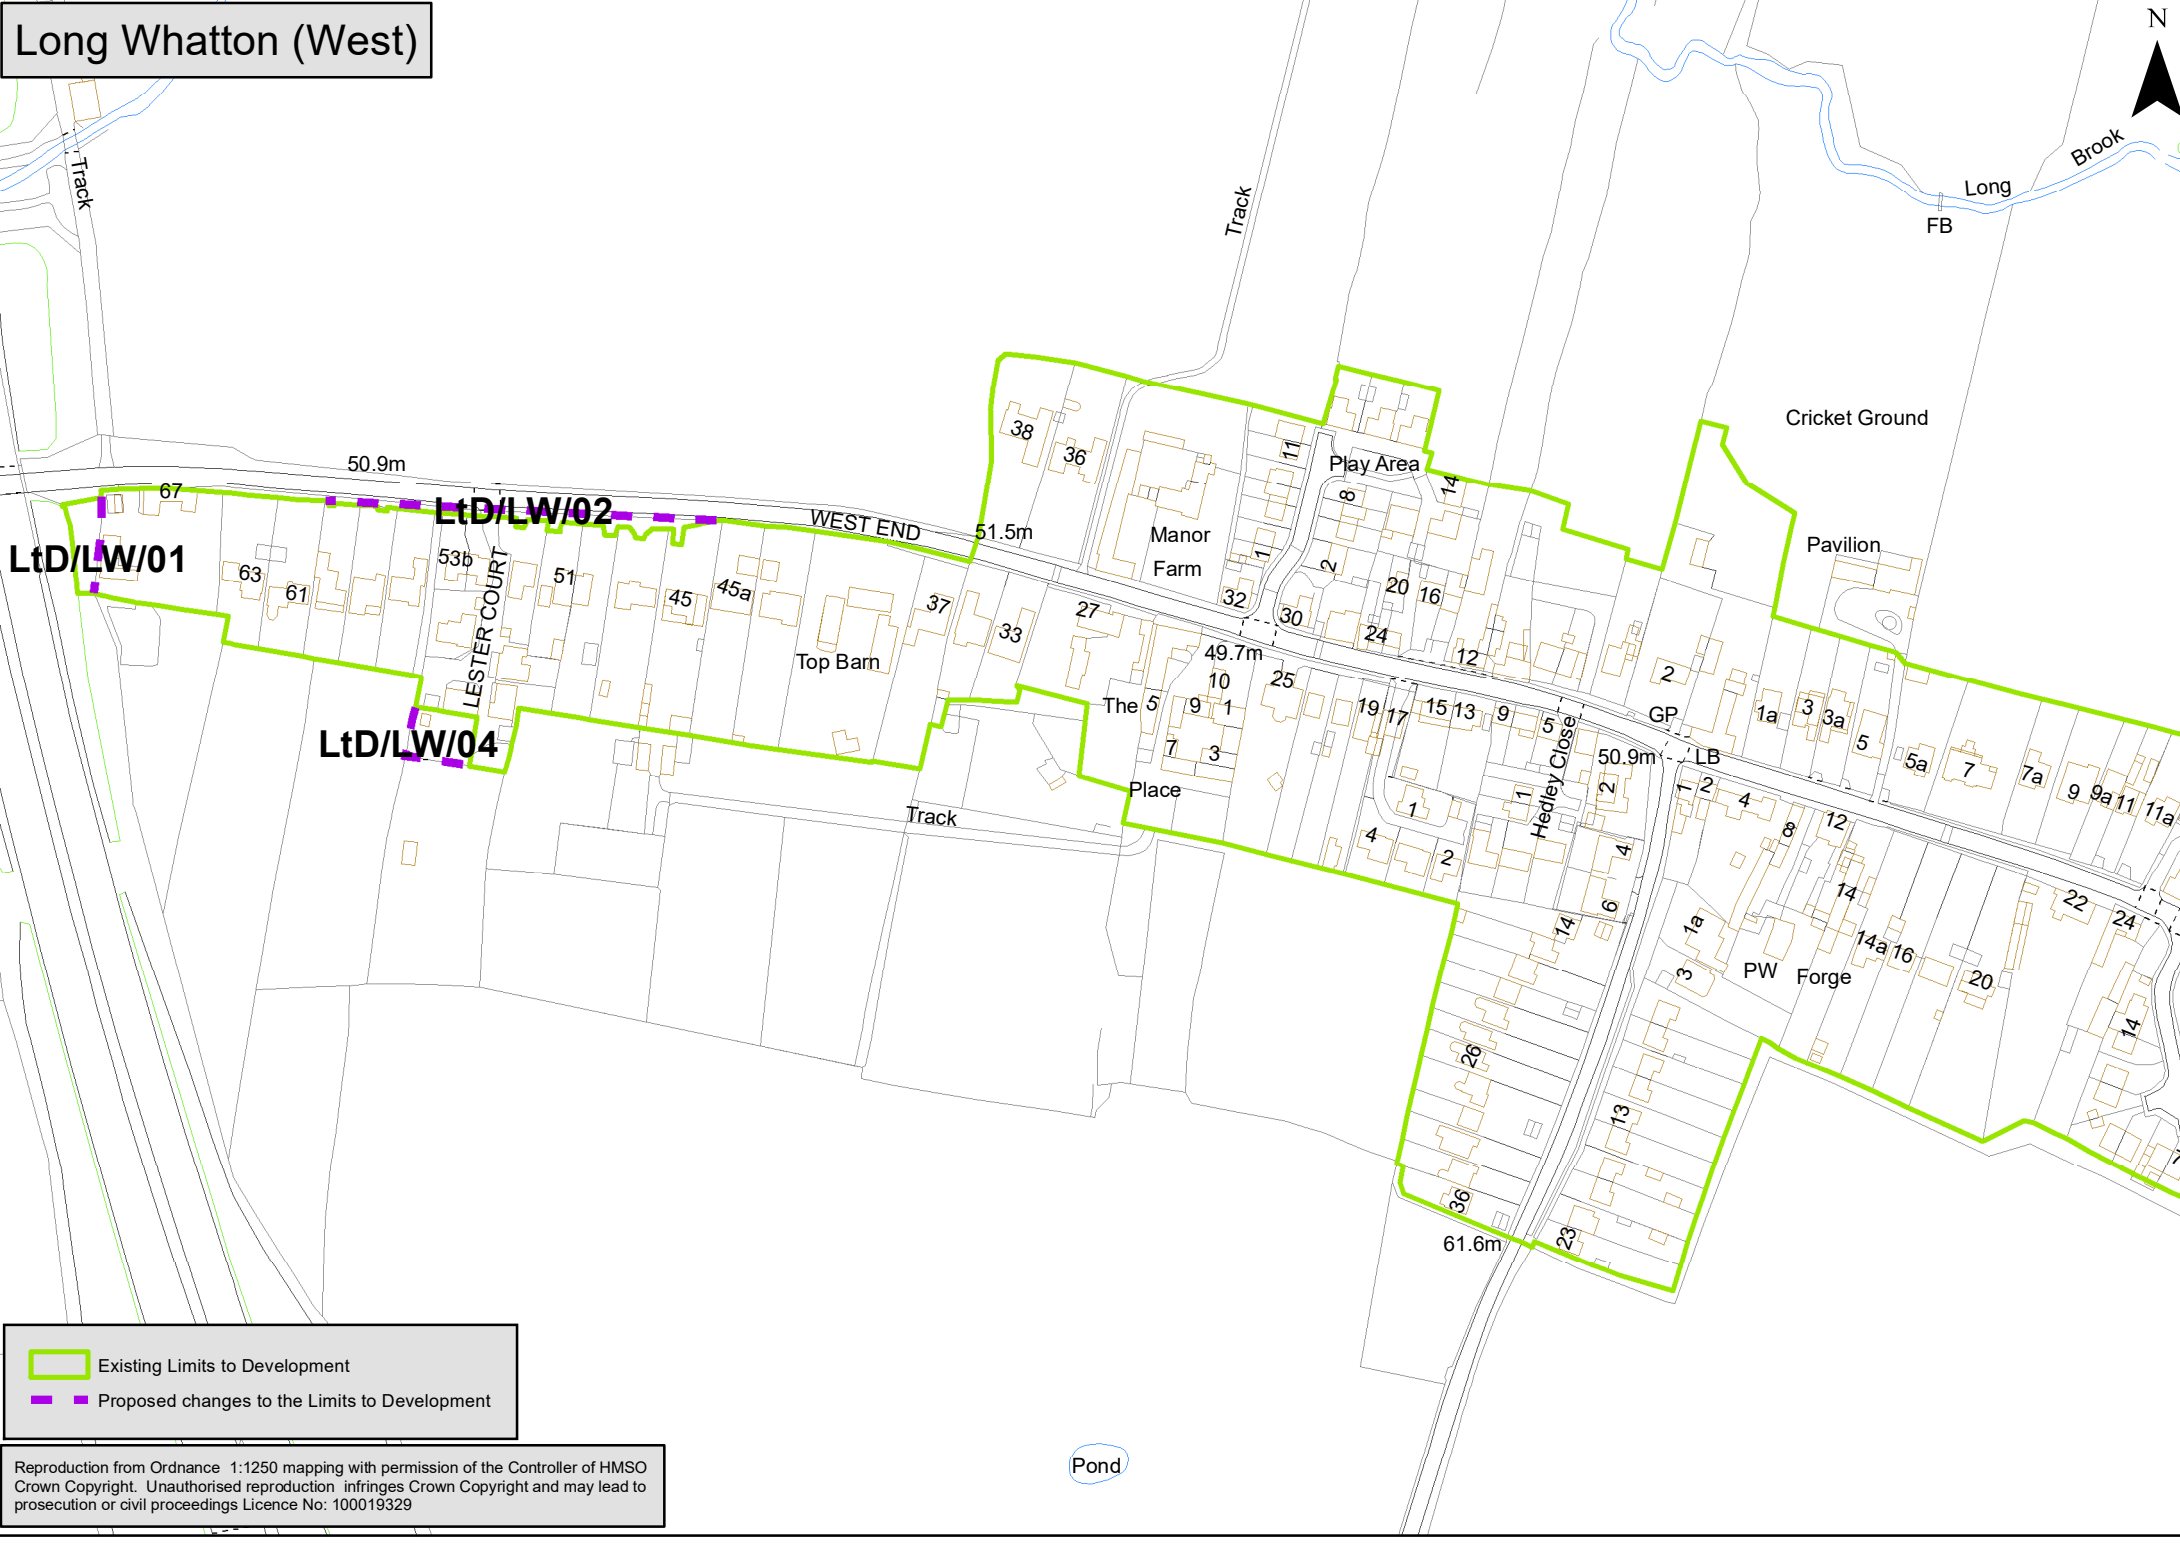 Long Whatton (West)
N
Track
Track
Brook
Long
FB
Cricket Ground
38
36
11
Play Area
8
14
50.9m
67
LtD/LW/02
WEST END
51.5m
Manor
Farm
1
2
Pavilion
LtD/LW/01
63
61
53b
LESTER COURT
51
45
45a
37
33
27
32
30
20
16
24
12
Top Barn
49.7m
25
10
9
1
The
5
7
3
Place
19
17
15
13
9
5
Hedley Close
50.9m
GP
LB
2
1a
3
3a
5
5a
7
7a
9
9a
11
11a
LtD/LW/04
Track
1
4
2
1
2
4
6
14
1
2
4
8
12
14
14a
16
20
22
24
14
7
1a
3
PW
Forge
26
13
36
23
61.6m
Pond
Existing Limits to Development
Proposed changes to the Limits to Development
Reproduction from Ordnance 1:1250 mapping with permission of the Controller of HMSO
Crown Copyright. Unauthorised reproduction infringes Crown Copyright and may lead to
prosecution or civil proceedings Licence No: 100019329